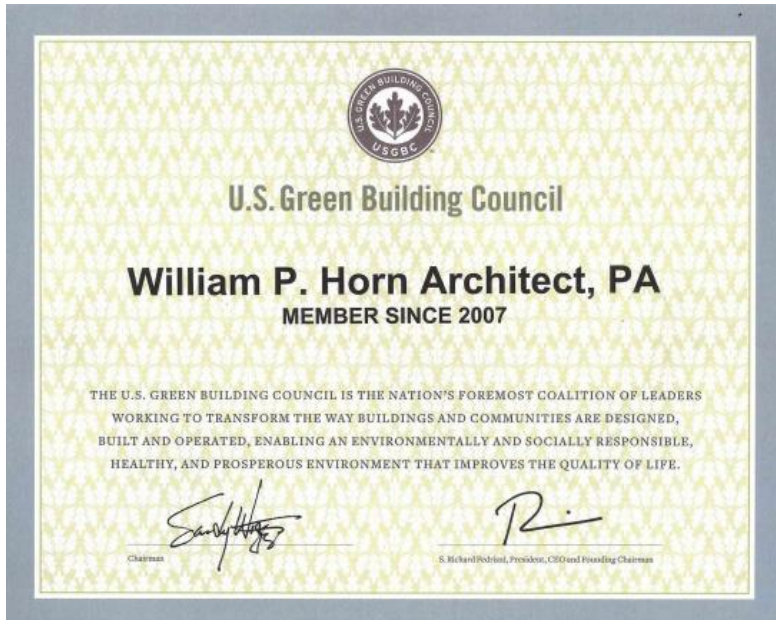 U.S. GREEN BUILDING COUNCIL
USGBC
U.S. Green Building Council
William P. Horn Architect, PA
MEMBER SINCE 2007
THE U.S. GREEN BUILDING COUNCIL IS THE NATION'S FOREMOST COALITION OF LEADERS
WORKING TO TRANSFORM THE WAY BUILDINGS AND COMMUNITIES ARE DESIGNED,
BUILT AND OPERATED, ENABLING AN ENVIRONMENTALLY AND SOCIALLY RESPONSIBLE,
HEALTHY, AND PROSPEROUS ENVIRONMENT THAT IMPROVES THE QUALITY OF LIFE.
Chairman
S. Richard Fedrizzi, President, CEO and Founding Chairman